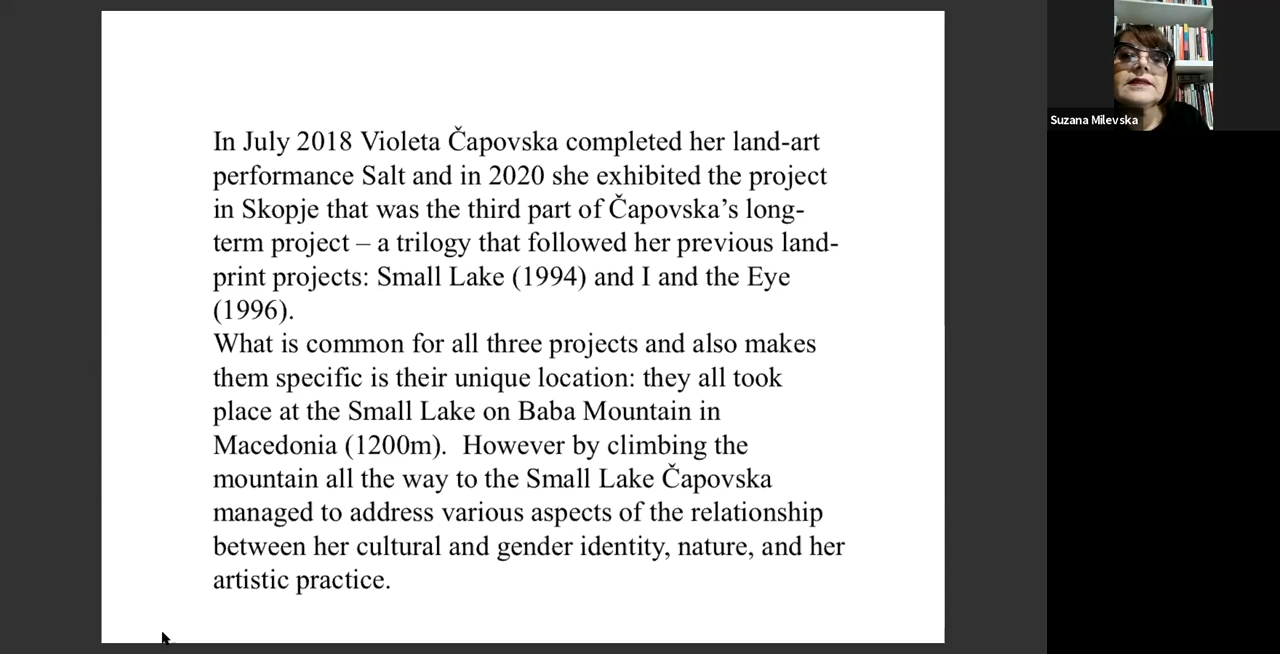 In July 2018 Violeta Čapovska completed her land-art
performance Salt and in 2020 she exhibited the project
in Skopje that was the third part of Čapovska’s long-
term project – a trilogy that followed her previous land-
print projects: Small Lake (1994) and I and the Eye
(1996).
What is common for all three projects and also makes
them specific is their unique location: they all took
place at the Small Lake on Baba Mountain in
Macedonia (1200m).  However by climbing the
mountain all the way to the Small Lake Čapovska
managed to address various aspects of the relationship
between her cultural and gender identity, nature, and her
artistic practice.
Suzana Milevska